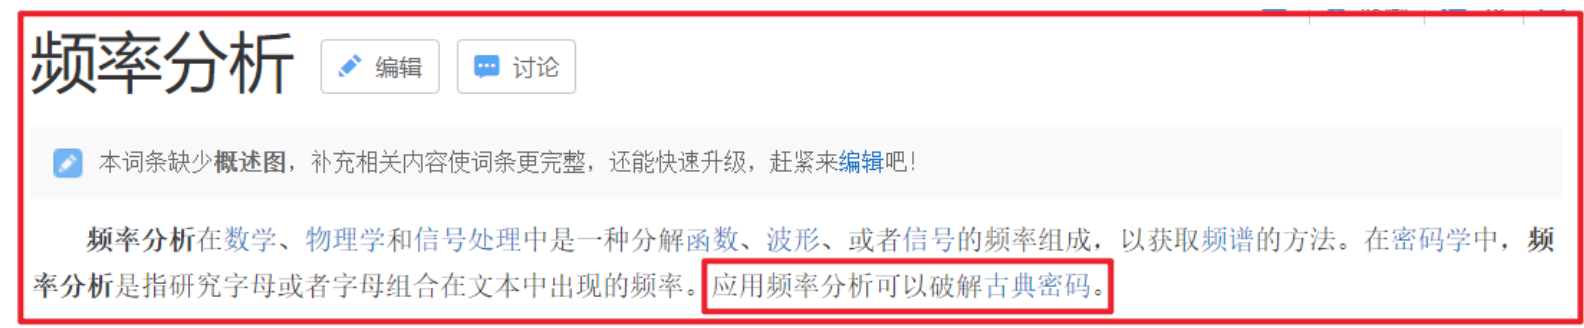 频率分析 编辑 讨论
本词条缺少概述图，补充相关内容使词条更完整，还能快速升级，赶紧来编辑吧！
频率分析在数学、物理学和信号处理中是一种分解函数、波形、或者信号的频率组成，以获取频谱的方法。在密码学中，频
率分析是指研究字母或者字母组合在文本中出现的频率。应用频率分析可以破解古典密码。